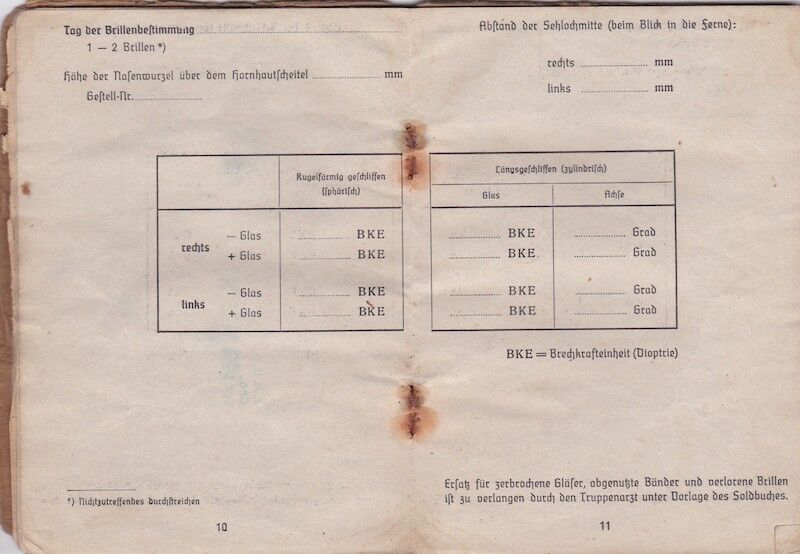 Tag der Brillenbestimmung ........................
1 — 2 Brillen *)
Höhe der Nasenwurzel über dem Hornhautscheitel ............ mm
Gestell-Nr. ............
Kugelförmig geschliffen
(sphärisch)
rechts
— Glas ............ BKE
+ Glas ............ BKE
links
— Glas ............ BKE
+ Glas ............ BKE
*) Nichtzutreffendes durchstreichen
10
Abstand der Sehlochmitte (beim Blick in die Ferne):
rechts ............ mm
links ............ mm
Längsgeschliffen (zylindrisch)
Glas Achse
............ BKE ............ Grad
............ BKE. ............ Grad
............ BKE ............ Grad
............ BKE ............ Grad
BKE = Brechkrafteinheit (Dioptrie)
Ersatz für zerbrochene Gläser, abgenutzte Bänder und verlorene Brillen
ist zu verlangen durch den Truppenarzt unter Vorlage des Soldbuches.
11